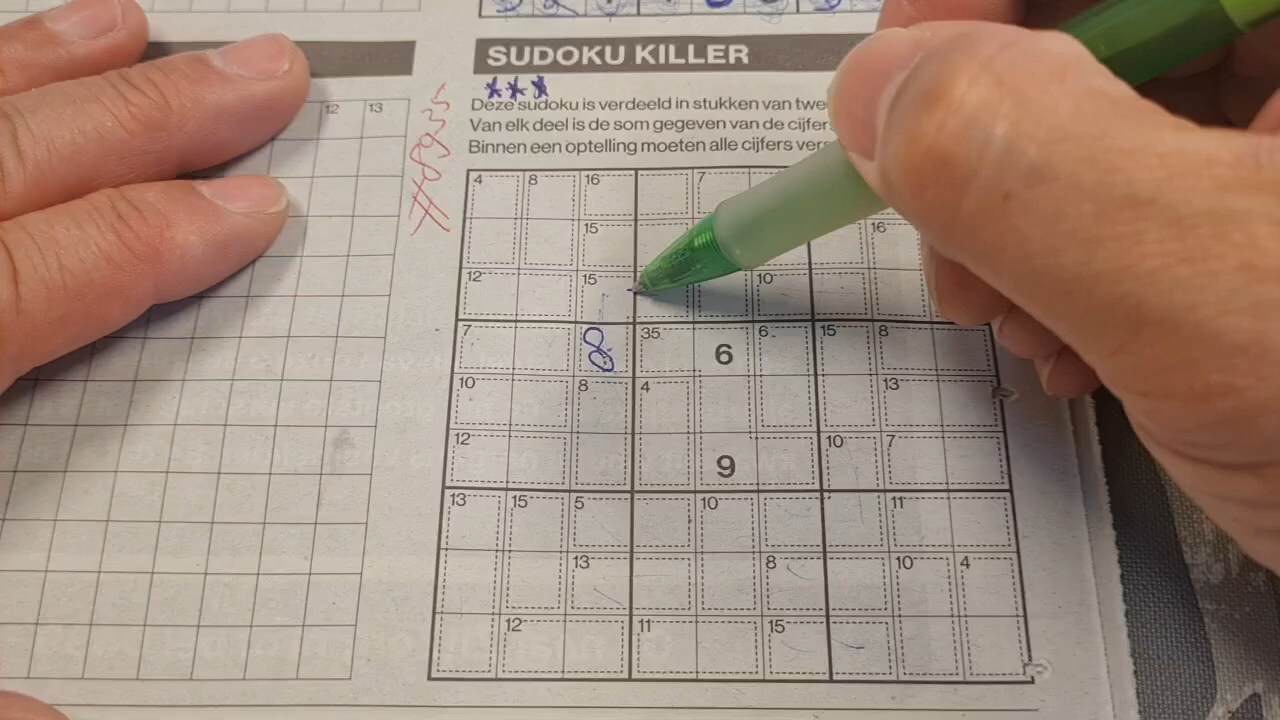 12 13
#8935
SUDOKU KILLER
***
Deze sudoku is verdeeld in stukken van twe
Van elk deel is de som gegeven van de cijfer
Binnen een optelling moeten alle cijfers vers
4 8 16 7
15 16
12 15 10
7 8 35 6 6 15 8
10 8 4 13
12 9 10 7
13 15 5 10 11
13 8 10 4
12 11 15